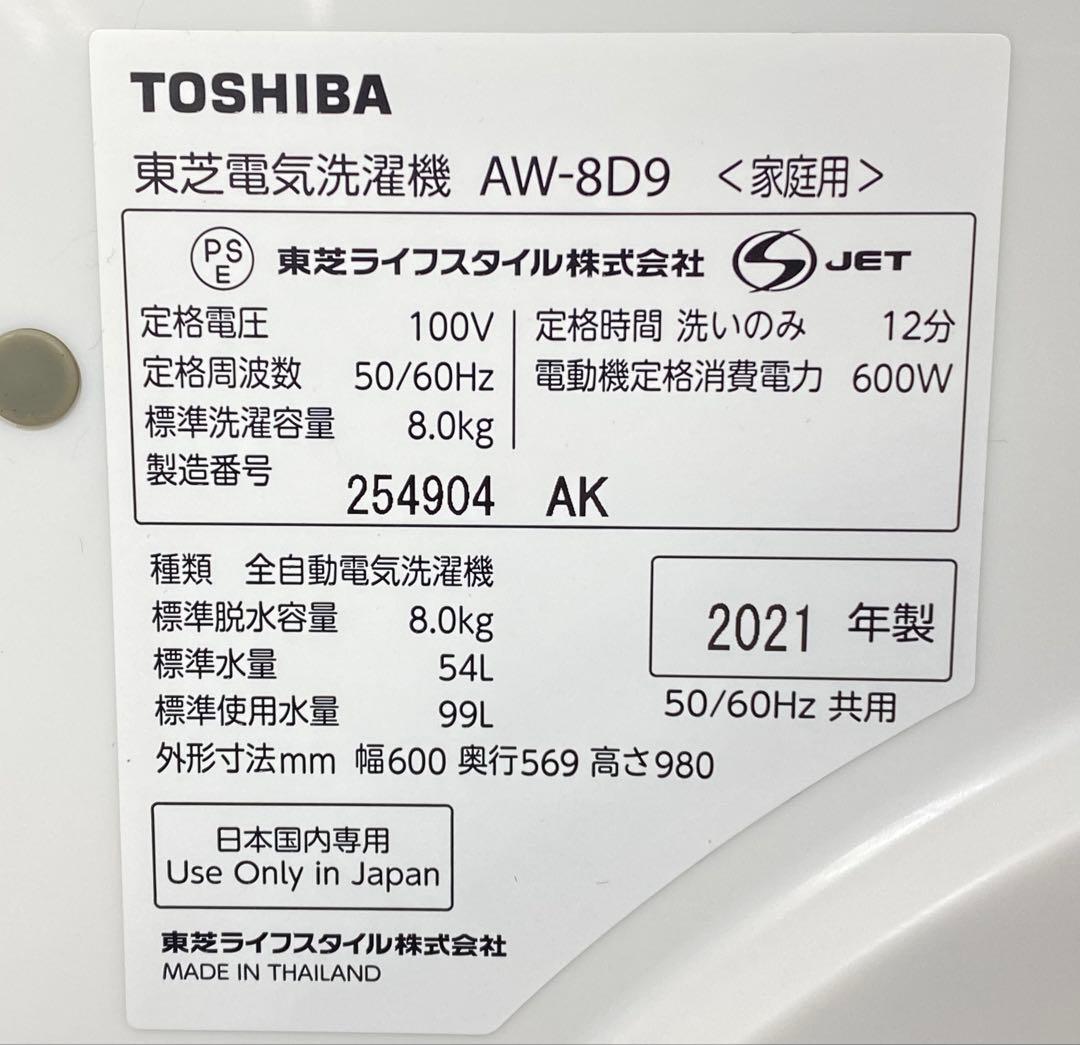 TOSHIBA
東芝電気洗濯機 AW-8D9 <家庭用>
PSE 東芝ライフスタイル株式会社 S JET
定格電圧 100V
定格周波数 50/60Hz
標準洗濯容量 8.0kg
定格時間 洗いのみ 12分
電動機定格消費電力 600W
製造番号
254904 AK
種類 全自動電気洗濯機
標準脱水容量 8.0kg
標準水量 54L
標準使用水量 99L
外形寸法mm 幅600 奥行569 高さ980
2021 年製
50/60Hz 共用
日本国内専用
Use Only in Japan
東芝ライフスタイル株式会社
MADE IN THAILAND